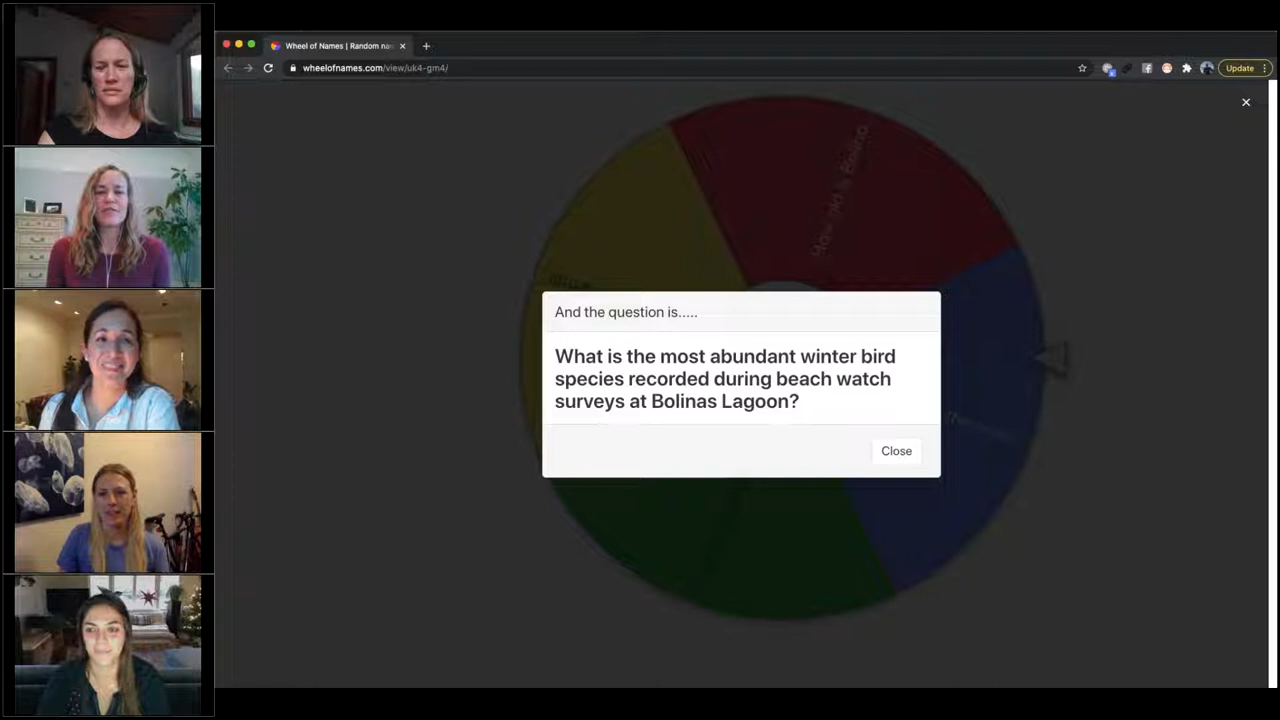 Wheel of Names | Random na
wheelofnames.com/view/uk4-gm4/
Update
And the question is.....
What is the most abundant winter bird
species recorded during beach watch
surveys at Bolinas Lagoon?
Close